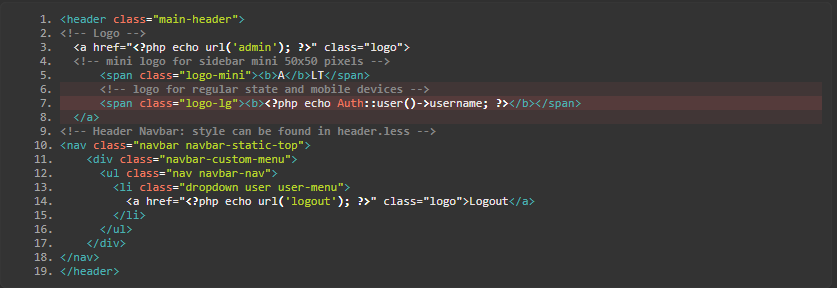 1. <header class="main-header">
2. <!-- Logo -->
3. <a href="<?php echo url('admin'); ?>" class="logo">
4. <!-- mini logo for sidebar mini 50x50 pixels -->
5. <span class="logo-mini"><b>A</b>LT</span>
6. <!-- logo for regular state and mobile devices -->
7. <span class="logo-lg"><b><?php echo Auth::user()->username; ?></b></span>
8. </a>
9. <!-- Header Navbar: style can be found in header.less -->
10. <nav class="navbar navbar-static-top">
11. <div class="navbar-custom-menu">
12. <ul class="nav navbar-nav">
13. <li class="dropdown user user-menu">
14. <a href="<?php echo url('logout'); ?>" class="logo">Logout</a>
15. </li>
16. </ul>
17. </div>
18. </nav>
19. </header>